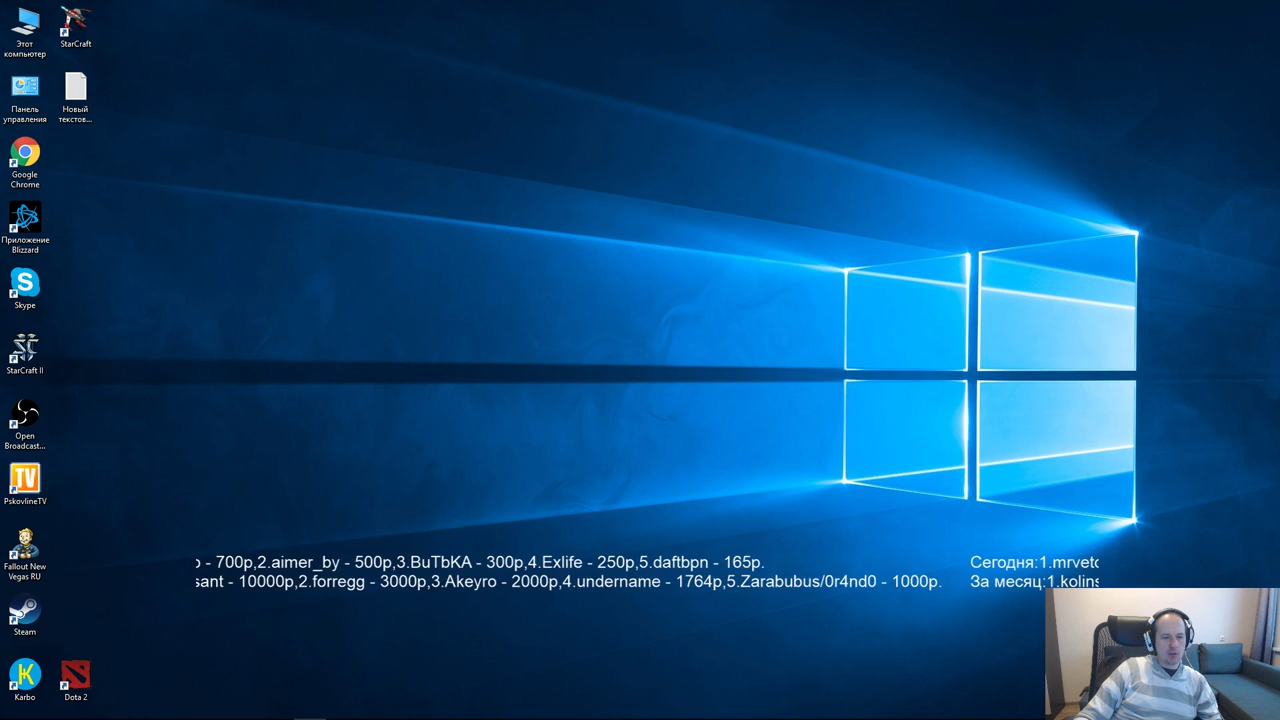 Этот
компьютер
StarCraft
Панель
управления
Новый
текстов...
Google
Chrome
Приложение
Blizzard
Skype
StarCraft II
Open
Broadcast...
TV
PskovlineTV
Fallout New
Vegas RU
Steam
Karbo
Dota 2
- 700р,2.aimer_by - 500р,3.BuTbKA - 300р,4.Exlife - 250р,5.daftbpn - 165р.
sant - 10000р,2.forregg - 3000р,3.Akeyro - 2000р,4.undername - 1764р,5.Zarabubus/0r4nd0 - 1000р.
Сегодня:1.mrveto
За месяц:1.kolins